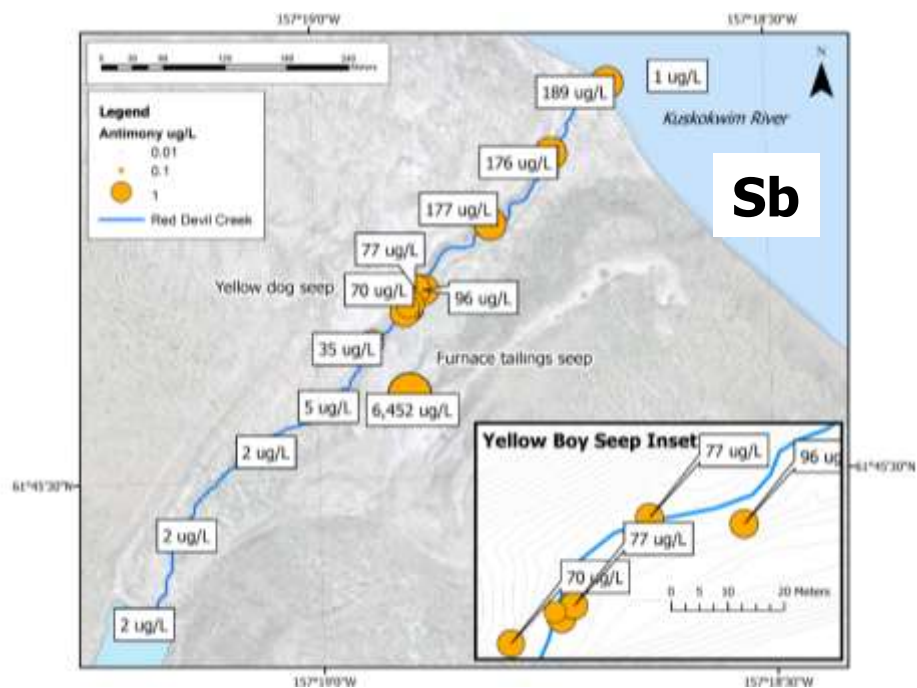 157°19'0"W
157°18'30"W
Meters
N
189 ug/L
1 ug/L
Kuskokwim River
Legend
Antimony ug/L
0.01
0.1
1
Red Devil Creek
176 ug/L
Sb
177 ug/L
77 ug/L
Yellow dog seep
70 ug/L
96 ug/L
35 ug/L
Furnace tailings seep
5 ug/L
6,452 ug/L
2 ug/L
Yellow Boy Seep Inset
77 ug/L
96 ug
61°45'30"N
61°45'30"N
2 ug/L
77 ug/L
70 ug/L
0 5 10 20 Meters
2 ug/L
157°19'0"W
157°18'30"W